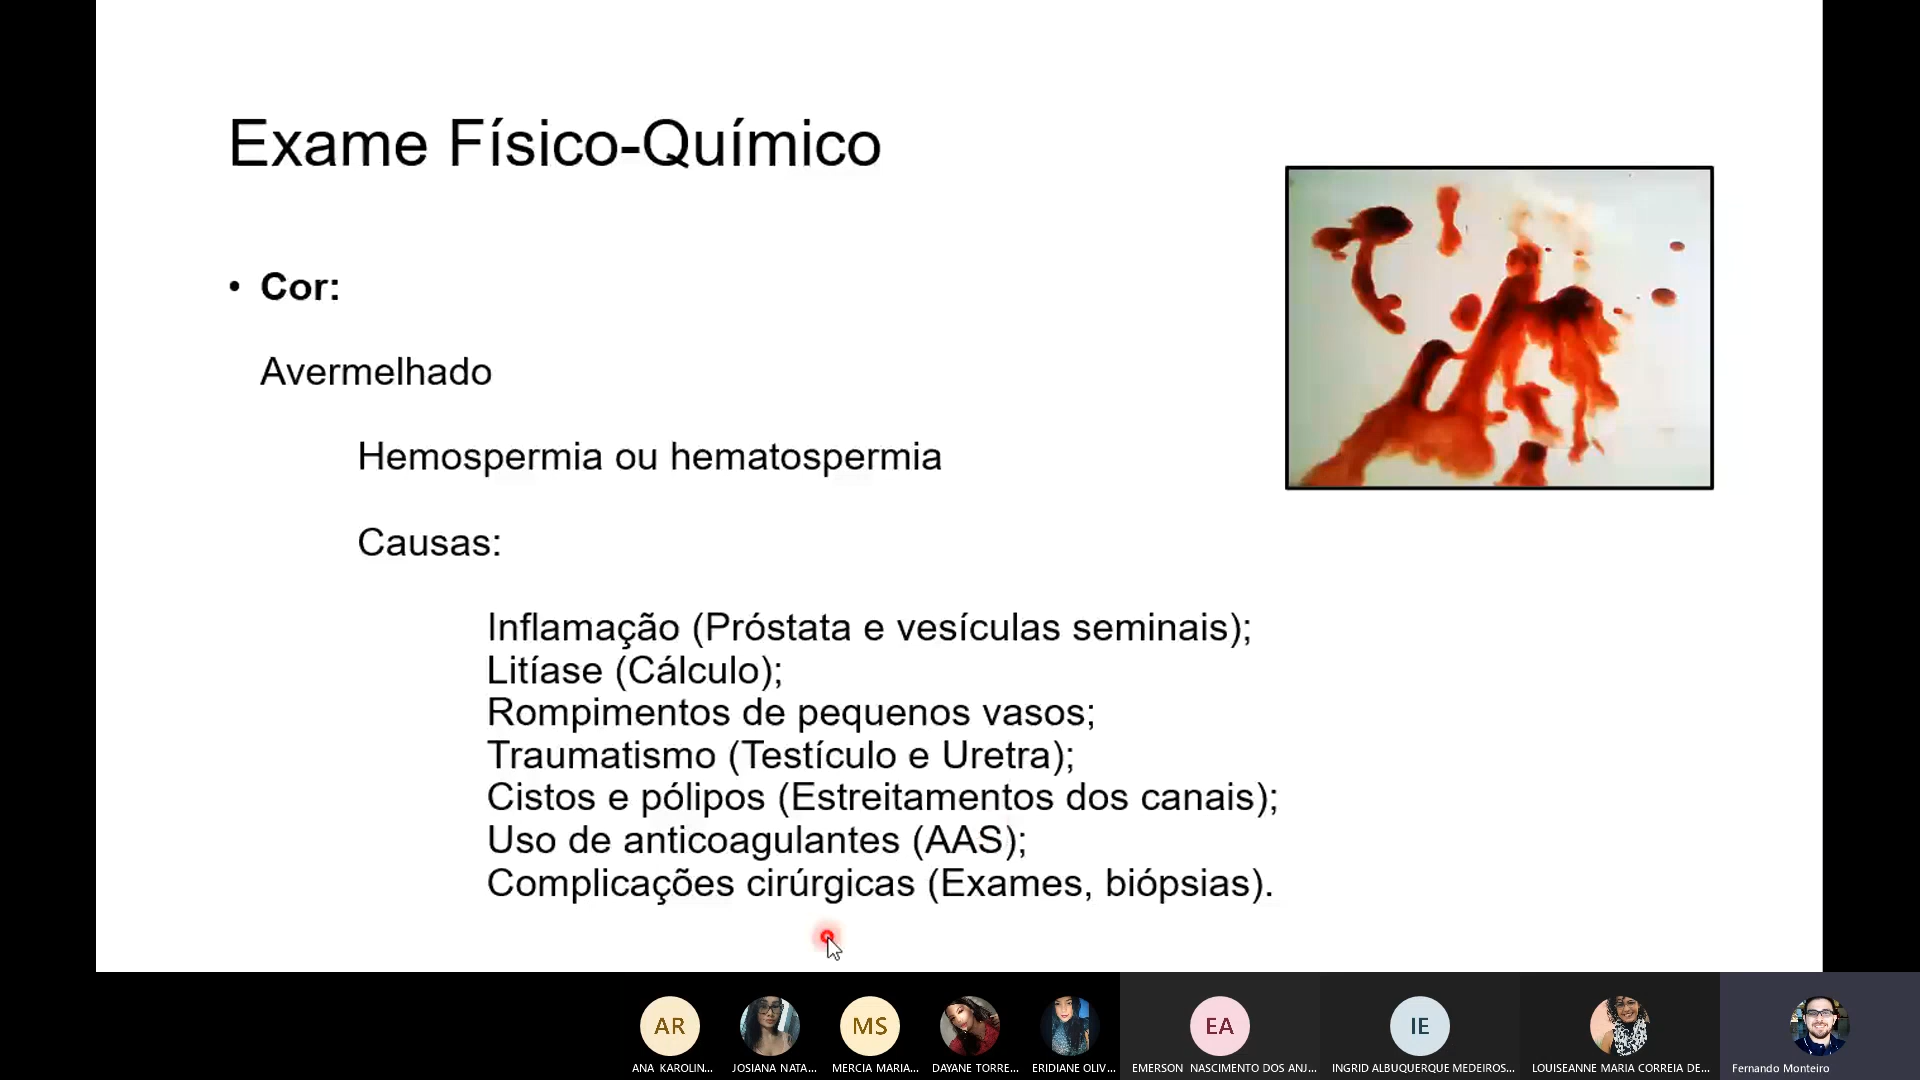 Exame Físico-Químico
• Cor:
Avermelhado
Hemospermia ou hematospermia
Causas:
Inflamação (Próstata e vesículas seminais);
Litíase (Cálculo);
Rompimentos de pequenos vasos;
Traumatismo (Testículo e Uretra);
Cistos e pólipos (Estreitamentos dos canais);
Uso de anticoagulantes (AAS);
Complicações cirúrgicas (Exames, biópsias).
AR MS EA IE
ANA KAROLIN... JOSIANA NATA... MERCIA MARIA... DAYANE TORRE... ERIDIANE OLIV... EMERSON NASCIMENTO DOS ANJ... INGRID ALBUQUERQUE MEDEIROS... LOUISEANNE MARIA CORREIA DE... Fernando Monteiro